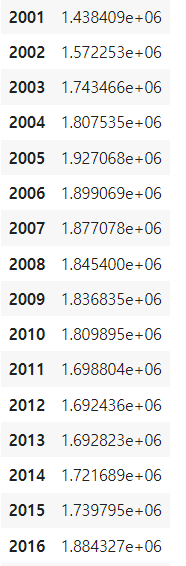 2001 1.438409e+06
2002 1.572253e+06
2003 1.743466e+06
2004 1.807535e+06
2005 1.927068e+06
2006 1.899069e+06
2007 1.877078e+06
2008 1.845400e+06
2009 1.836835e+06
2010 1.809895e+06
2011 1.698804e+06
2012 1.692436e+06
2013 1.692823e+06
2014 1.721689e+06
2015 1.739795e+06
2016 1.884327e+06